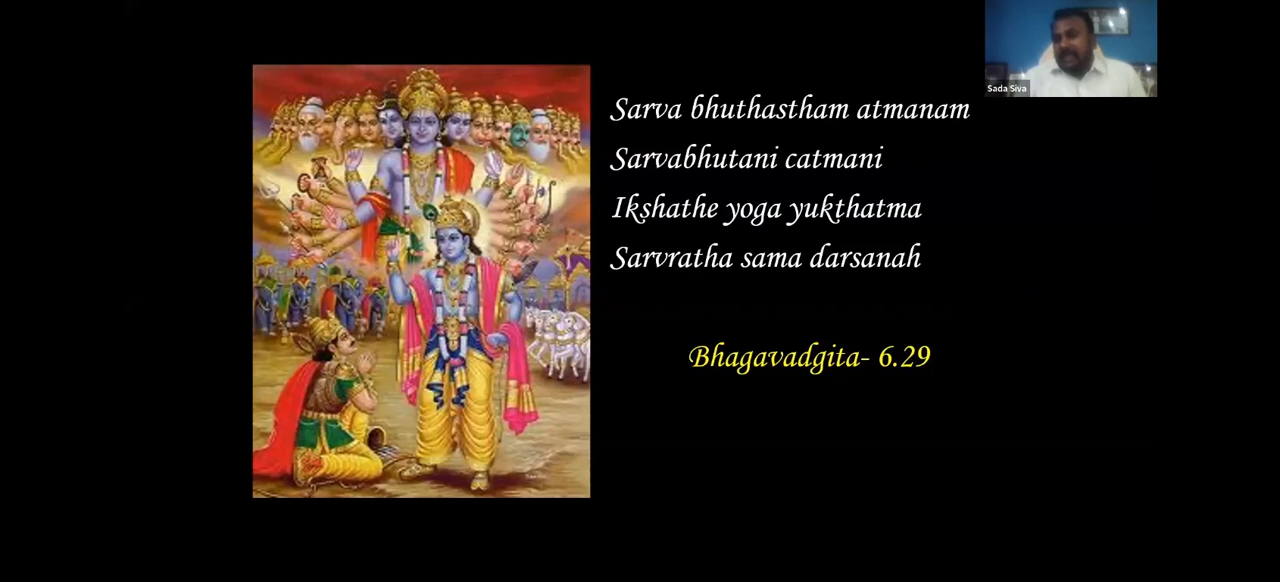 Sada Siva
Sarva bhuthastham atmanam
Sarvabhutani catmani
Ikshathe yoga yukthatma
Sarvratha sama darsanah
Bhagavadgita- 6.29